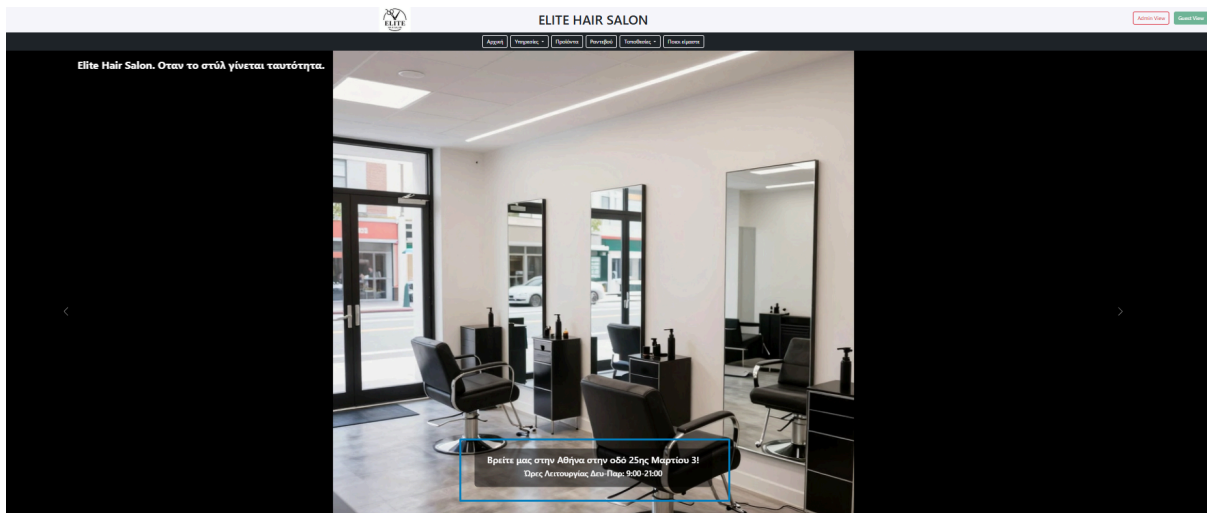 ELITE
ELITE HAIR SALON
Admin View
Guest View
Αρχική
Υπηρεσίες
Προϊόντα
Ραντεβού
Τοποθεσίες
Ποιοι είμαστε
Elite Hair Salon. Οταν το στύλ γίνεται ταυτότητα.
Βρείτε μας στην Αθήνα στην οδό 25ης Μαρτίου 3!
Ώρες Λειτουργίας Δευ-Παρ: 9:00-21:00